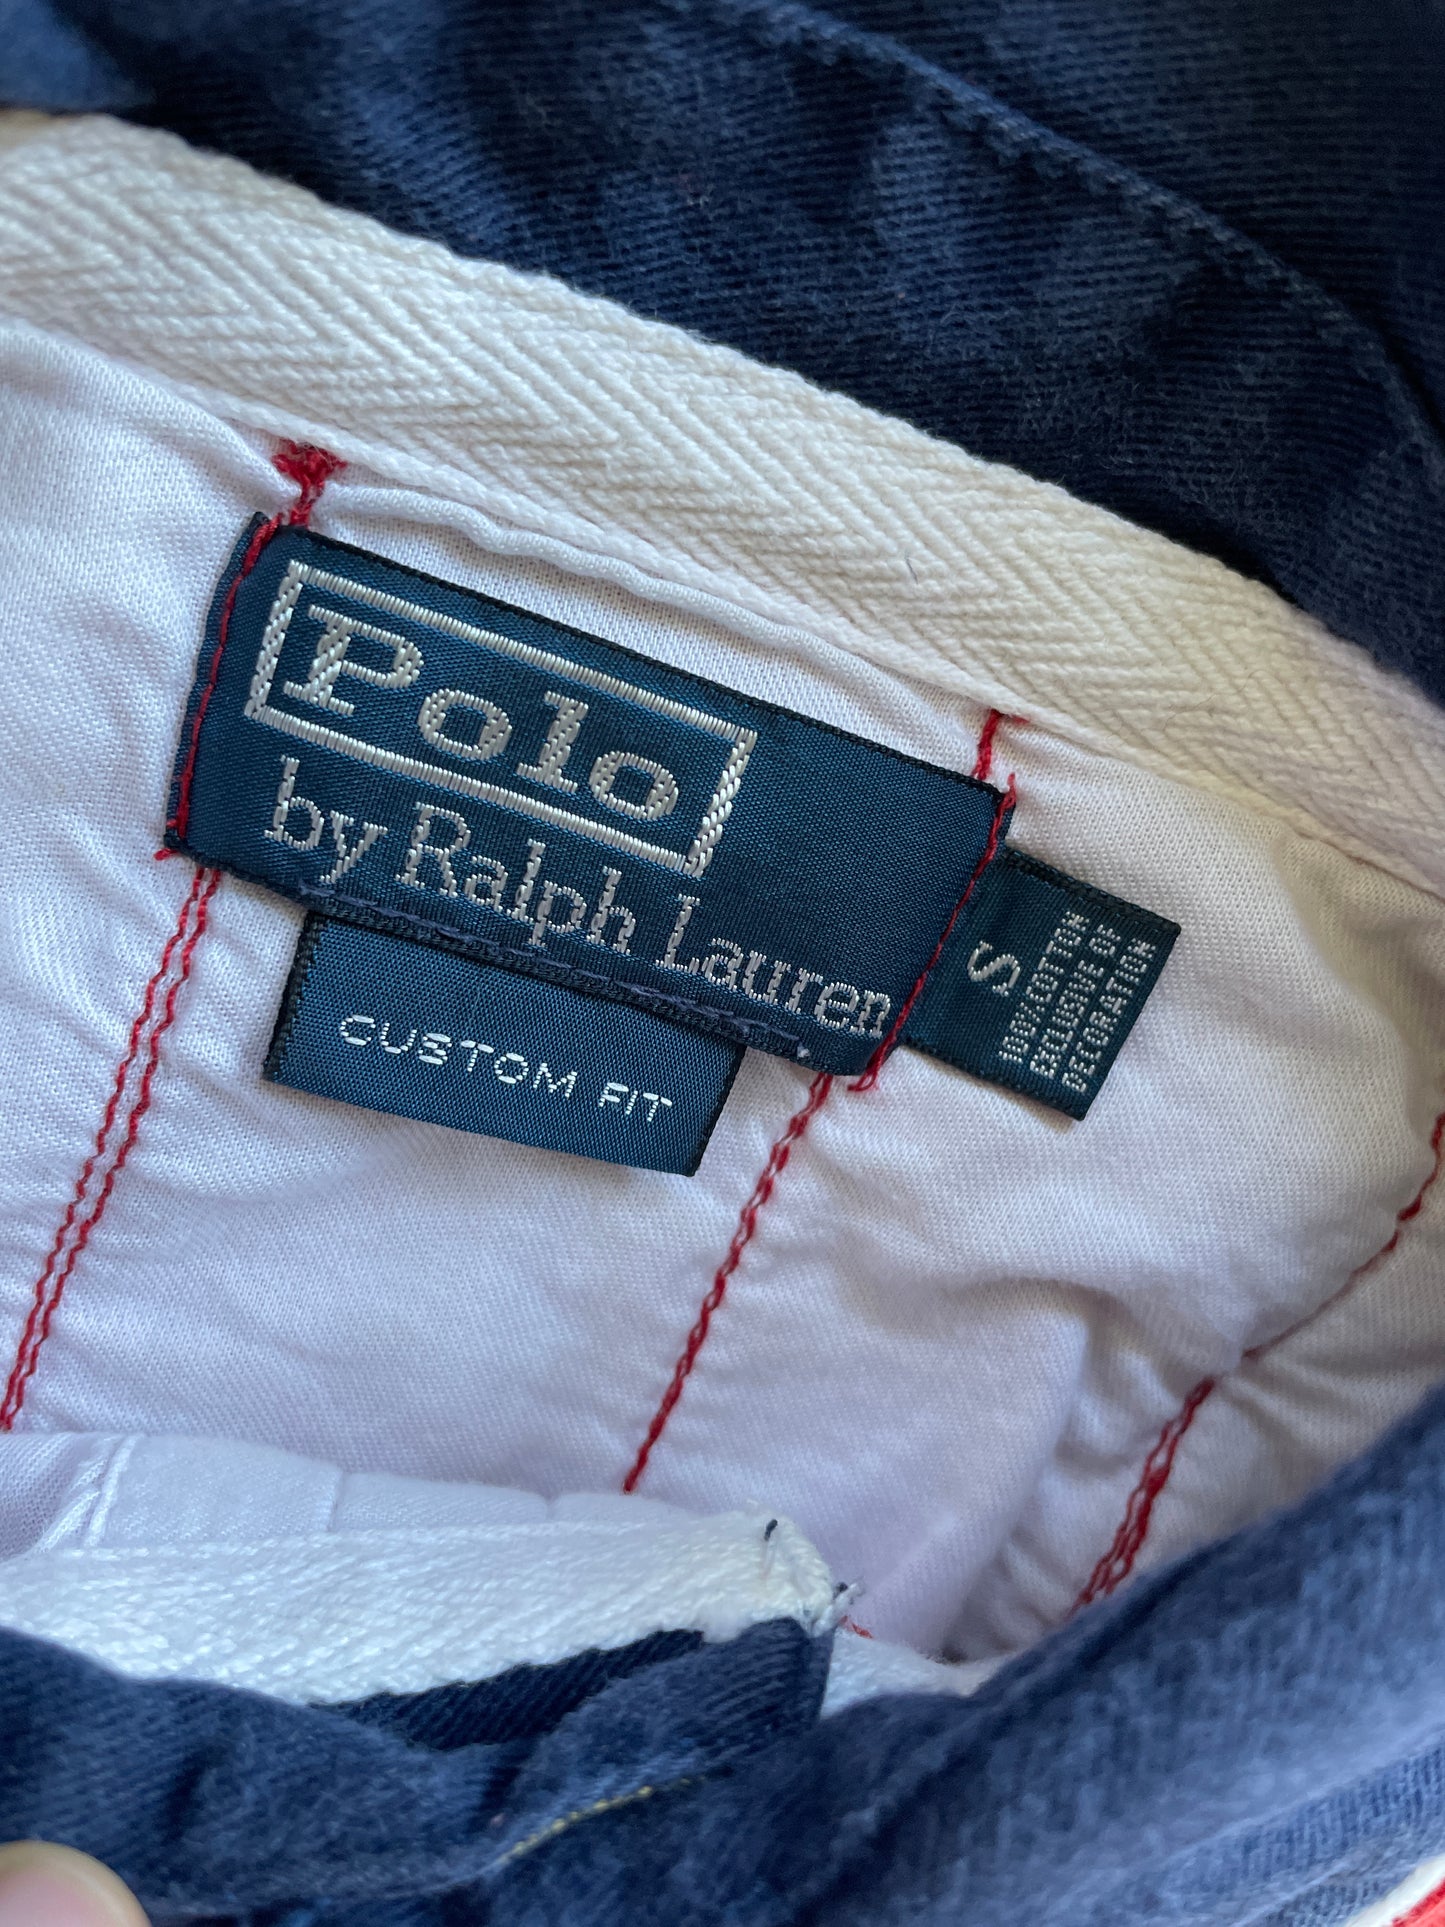 Polo
by Ralph Lauren
CUSTOM FIT
S
100% COTTON
EXCLUSIVE OF
DECORATION